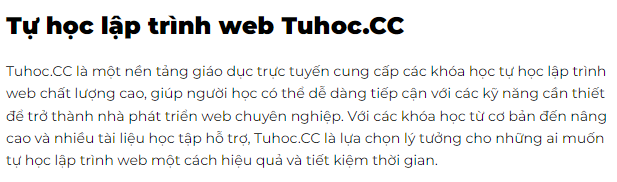 Tự học lập trình web Tuhoc.CC
Tuhoc.CC là một nền tảng giáo dục trực tuyến cung cấp các khóa học tự học lập trình
web chất lượng cao, giúp người học có thể dễ dàng tiếp cận với các kỹ năng cần thiết
để trở thành nhà phát triển web chuyên nghiệp. Với các khóa học từ cơ bản đến nâng
cao và nhiều tài liệu học tập hỗ trợ, Tuhoc.CC là lựa chọn lý tưởng cho những ai muốn
tự học lập trình web một cách hiệu quả và tiết kiệm thời gian.